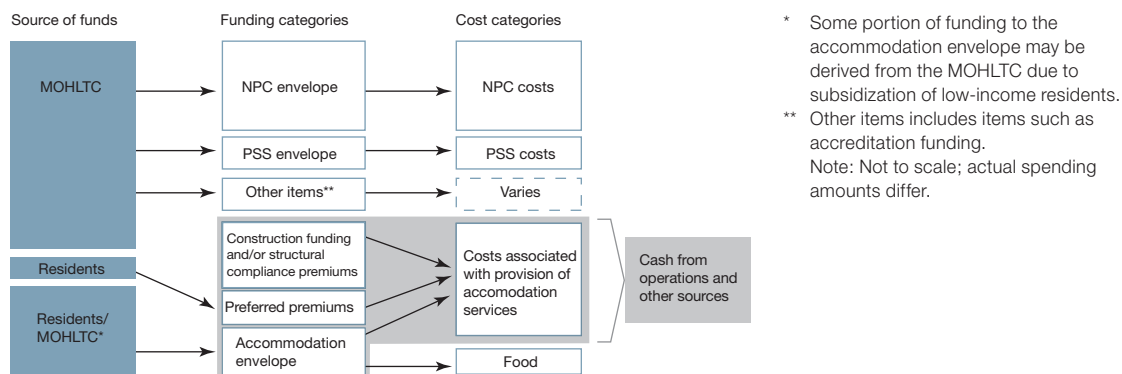 Source of funds
Funding categories
Cost categories
MOHLTC
NPC envelope
NPC costs
PSS envelope
PSS costs
Other items**
Varies
Construction funding
and/or structural
compliance premiums
Costs associated
with provision of
accomodation
services
Cash from
operations and
other sources
Residents
Preferred premiums
Residents/
MOHLTC*
Accommodation
envelope
Food
* Some portion of funding to the
accommodation envelope may be
derived from the MOHLTC due to
subsidization of low-income residents.
** Other items includes items such as
accreditation funding.
Note: Not to scale; actual spending
amounts differ.